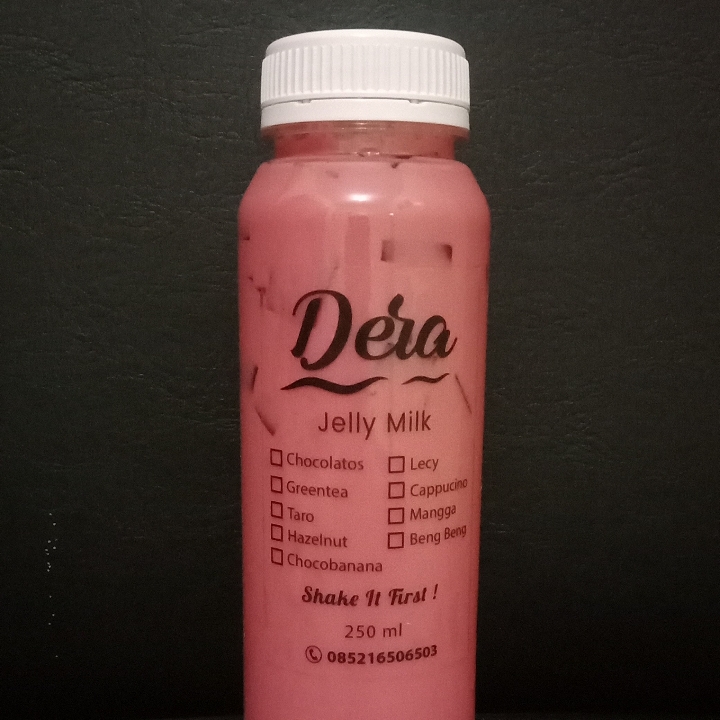 Dera
Jelly Milk
Chocolatos
Greentea
Taro
Hazelnut
Chocobanana
Lecy
Cappucino
Mangga
Beng Beng
Shake It First !
250 ml
085216506503